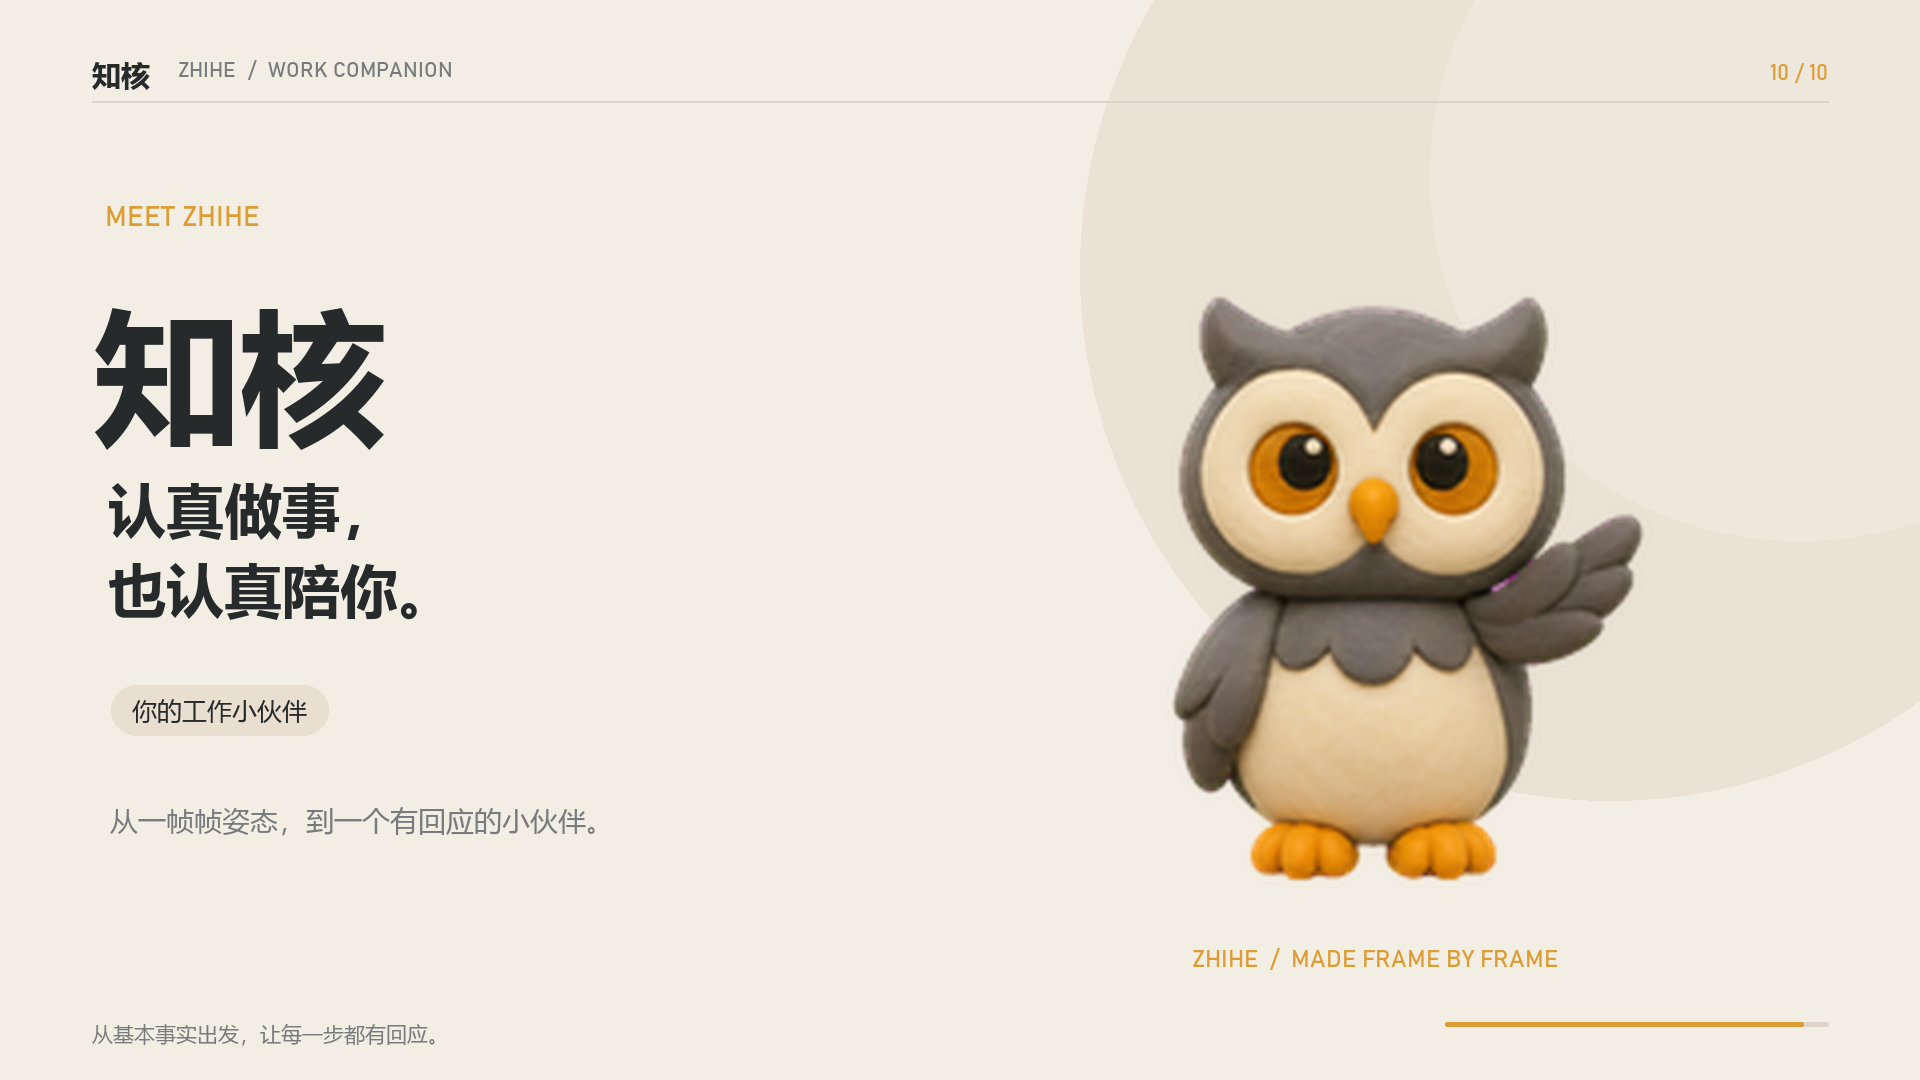 知核 ZHIHE / WORK COMPANION
10 / 10
MEET ZHIHE
知核
认真做事，
也认真陪你。
你的工作小伙伴
从一帧帧姿态，到一个有回应的小伙伴。
ZHIHE / MADE FRAME BY FRAME
从基本事实出发，让每一步都有回应。